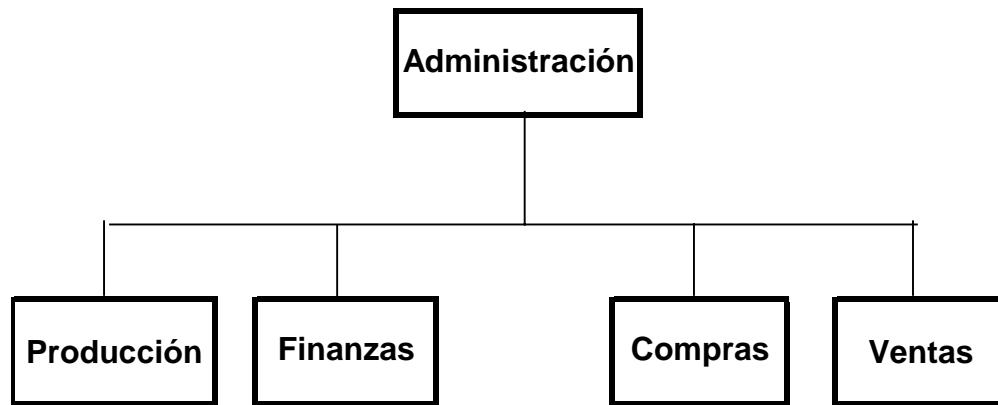 Administración
Producción
Finanzas
Compras
Ventas